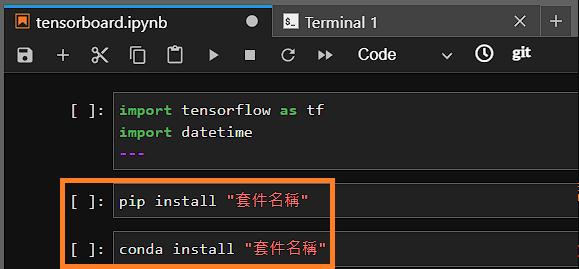 tensorboard.ipynb
Terminal 1
Code
git
[ ]: import tensorflow as tf
import datetime
---
[ ]: pip install "套件名稱"
[ ]: conda install "套件名稱"